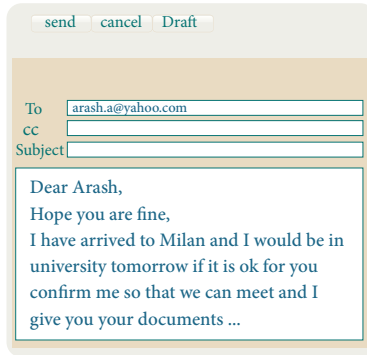 send cancel Draft
To arash.a@yahoo.com
cc
Subject
Dear Arash,
Hope you are fine,
I have arrived to Milan and I would be in
university tomorrow if it is ok for you
confirm me so that we can meet and I
give you your documents ...